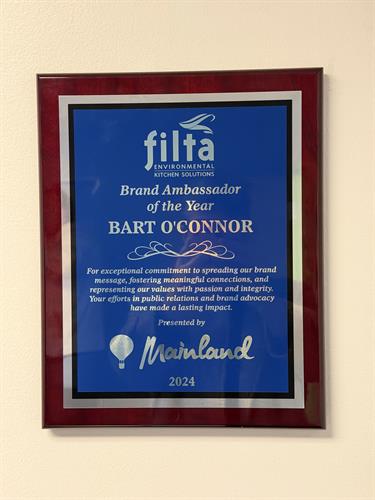 filta
ENVIRONMENTAL
KITCHEN SOLUTIONS
Brand Ambassador
of the Year
BART O'CONNOR
For exceptional commitment to spreading our brand
message, fostering meaningful connections, and
representing our values with passion and integrity.
Your efforts in public relations and brand advocacy
have made a lasting impact.
Presented by
Mainland
2024